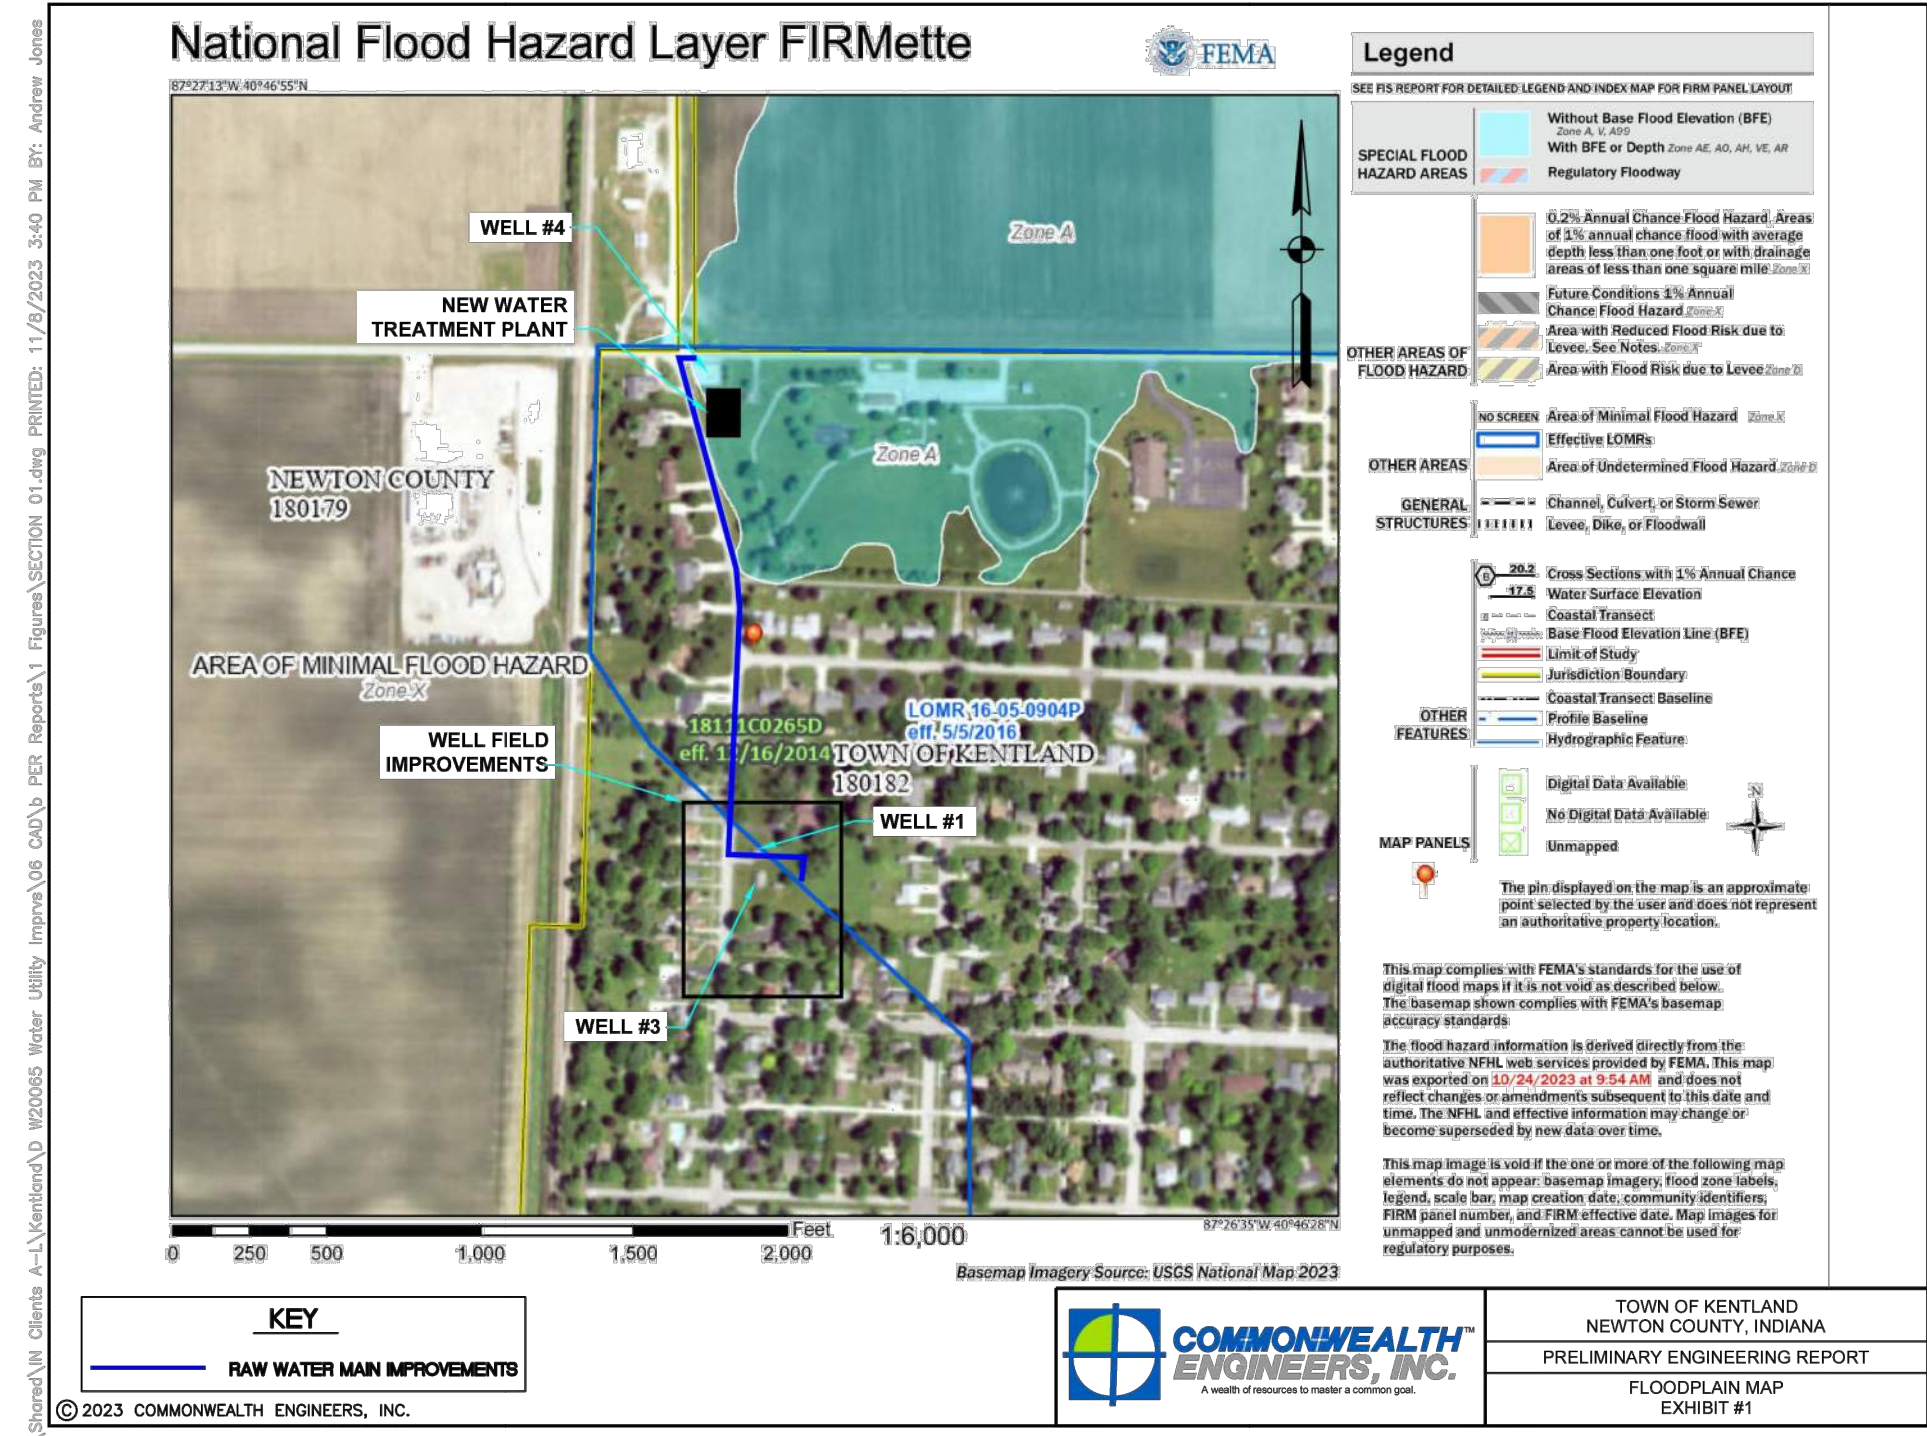 \Shared\IN Clients A-L\Kentland\D W20065 Water Utility Imprvs\06 CAD\b PER Reports\1 Figures\SECTION 01.dwg PRINTED: 11/8/2023 3:40 PM BY: Andrew Jones
National Flood Hazard Layer FIRMette
FEMA
87°27'13"W 40°46'55"N
WELL #4
NEW WATER
TREATMENT PLANT
Zone A
Zone A
NEWTON COUNTY
180179
AREA OF MINIMAL FLOOD HAZARD
Zone X
LOMR 16-05-0904P
eff. 5/5/2016
18111C0265D
eff. 12/16/2014
TOWN OF KENTLAND
180182
WELL FIELD
IMPROVEMENTS
WELL #1
WELL #3
87°26'35"W 40°46'28"N
Feet
1:6,000
0 250 500 1,000 1,500 2,000
Basemap Imagery Source: USGS National Map 2023
Legend
SEE FIS REPORT FOR DETAILED LEGEND AND INDEX MAP FOR FIRM PANEL LAYOUT
SPECIAL FLOOD
HAZARD AREAS
Without Base Flood Elevation (BFE)
Zone A, V, A99
With BFE or Depth Zone AE, AO, AH, VE, AR
Regulatory Floodway
OTHER AREAS OF
FLOOD HAZARD
0.2% Annual Chance Flood Hazard, Areas
of 1% annual chance flood with average
depth less than one foot or with drainage
areas of less than one square mile Zone X
Future Conditions 1% Annual
Chance Flood Hazard Zone X
Area with Reduced Flood Risk due to
Levee. See Notes. Zone X
Area with Flood Risk due to Levee Zone D
OTHER AREAS
NO SCREEN Area of Minimal Flood Hazard Zone X
Effective LOMRs
Area of Undetermined Flood Hazard Zone D
GENERAL
STRUCTURES
Channel, Culvert, or Storm Sewer
Levee, Dike, or Floodwall
OTHER
FEATURES
B 20.2 Cross Sections with 1% Annual Chance
17.5 Water Surface Elevation
Coastal Transect
Base Flood Elevation Line (BFE)
Limit of Study
Jurisdiction Boundary
Coastal Transect Baseline
Profile Baseline
Hydrographic Feature
MAP PANELS
Digital Data Available
No Digital Data Available
Unmapped
N
The pin displayed on the map is an approximate
point selected by the user and does not represent
an authoritative property location.
This map complies with FEMA's standards for the use of
digital flood maps if it is not void as described below.
The basemap shown complies with FEMA's basemap
accuracy standards
The flood hazard information is derived directly from the
authoritative NFHL web services provided by FEMA. This map
was exported on 10/24/2023 at 9:54 AM and does not
reflect changes or amendments subsequent to this date and
time. The NFHL and effective information may change or
become superseded by new data over time.
This map image is void if the one or more of the following map
elements do not appear: basemap imagery, flood zone labels,
legend, scale bar, map creation date, community identifiers,
FIRM panel number, and FIRM effective date. Map images for
unmapped and unmodernized areas cannot be used for
regulatory purposes.
KEY
RAW WATER MAIN IMPROVEMENTS
© 2023 COMMONWEALTH ENGINEERS, INC.
COMMONWEALTH™
ENGINEERS, INC.
A wealth of resources to master a common goal.
TOWN OF KENTLAND
NEWTON COUNTY, INDIANA
PRELIMINARY ENGINEERING REPORT
FLOODPLAIN MAP
EXHIBIT #1